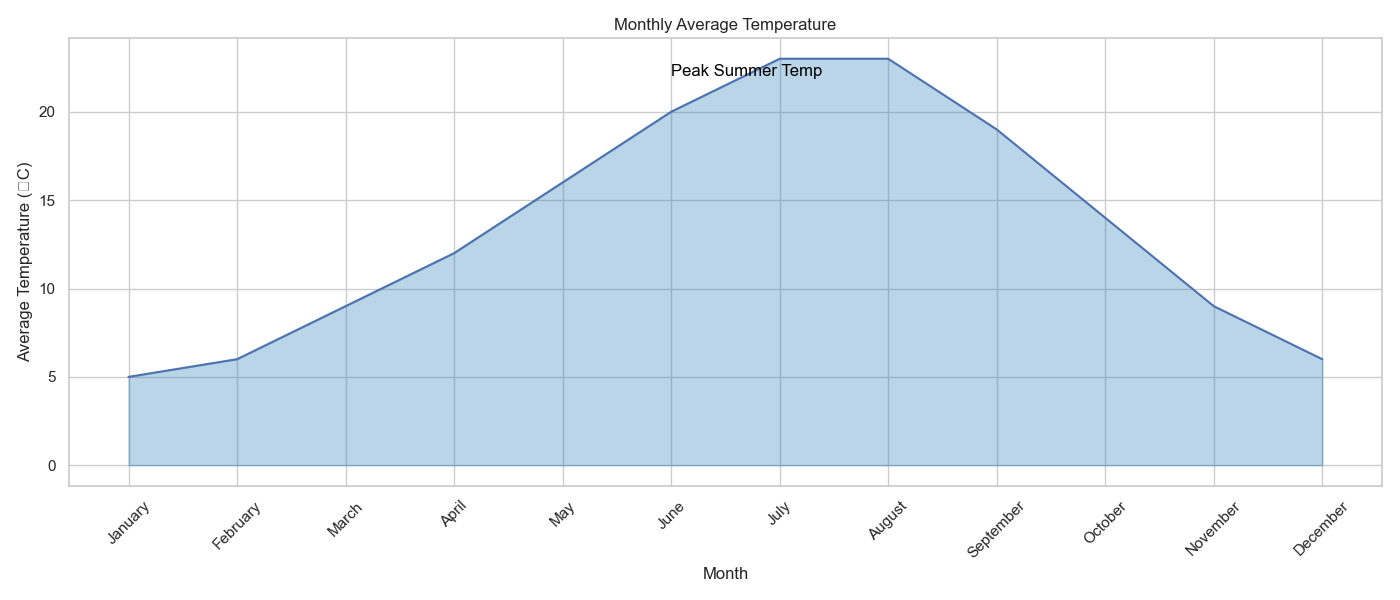 Monthly Average Temperature
Peak Summer Temp
Average Temperature (□C)
20
15
10
5
0
January
February
March
April
May
June
July
August
September
October
November
December
Month